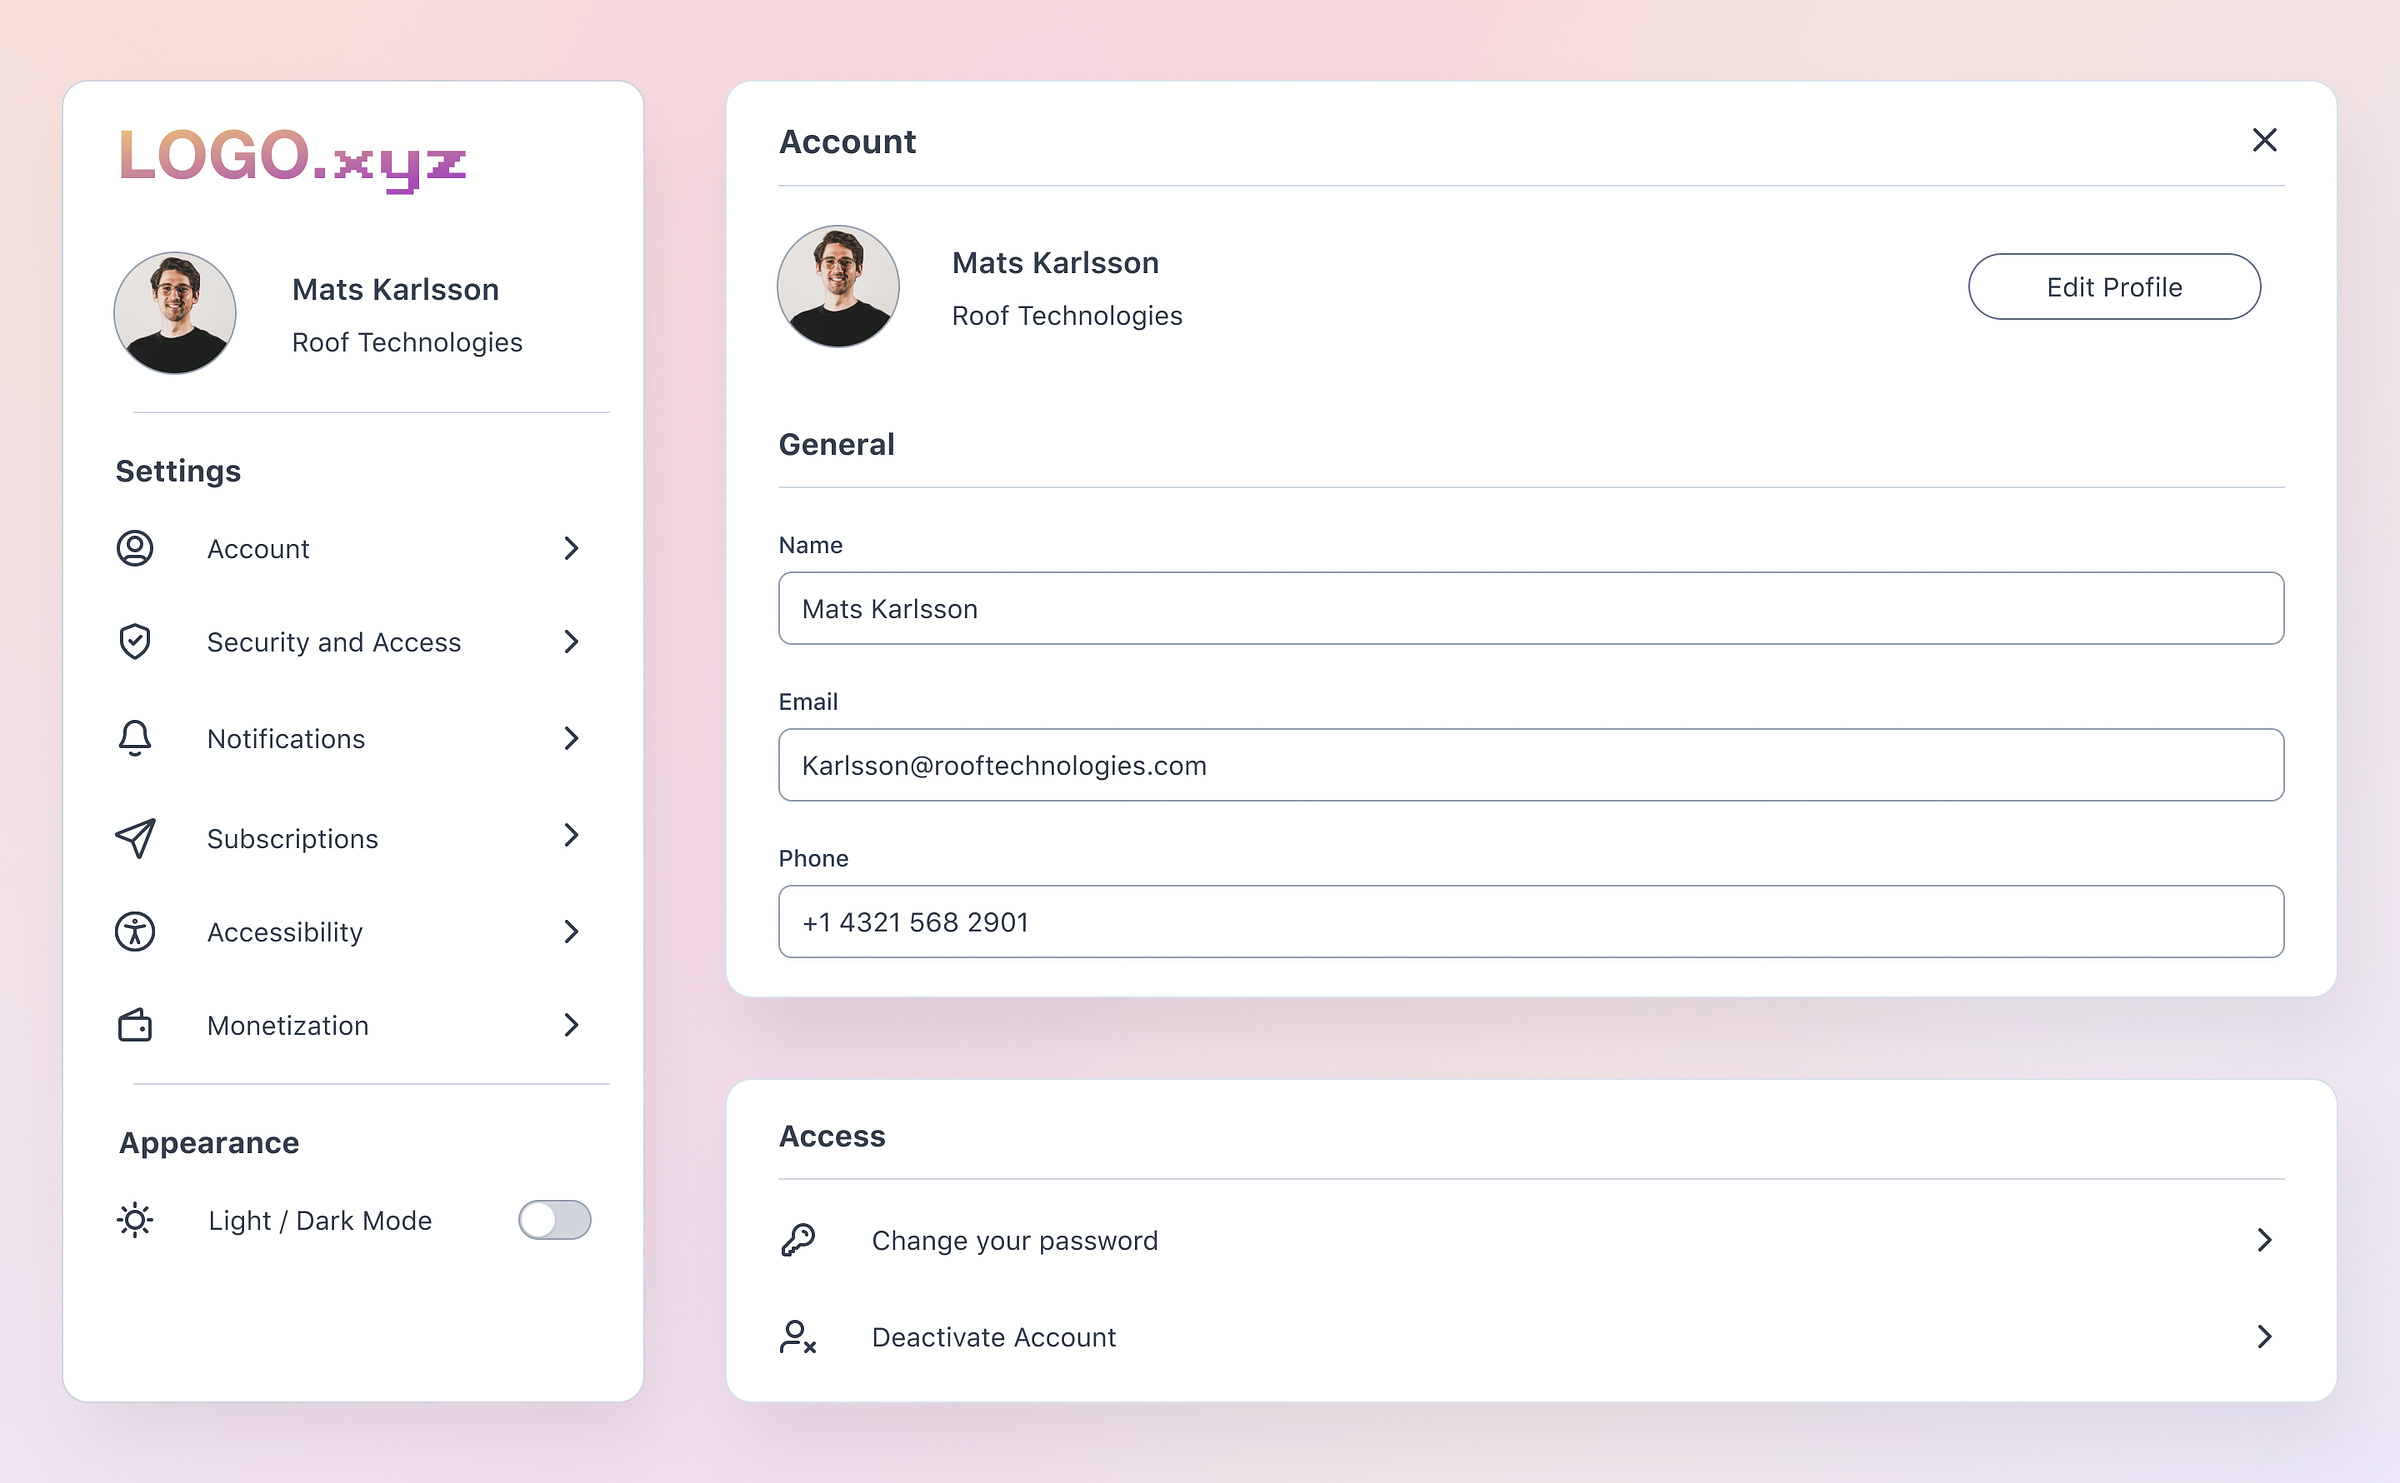 LOGO.xyz
Mats Karlsson
Roof Technologies
Settings
Account
Security and Access
Notifications
Subscriptions
Accessibility
Monetization
Appearance
Light / Dark Mode
Account
Mats Karlsson
Roof Technologies
Edit Profile
General
Name
Mats Karlsson
Email
Karlsson@rooftechnologies.com
Phone
+1 4321 568 2901
Access
Change your password
Deactivate Account